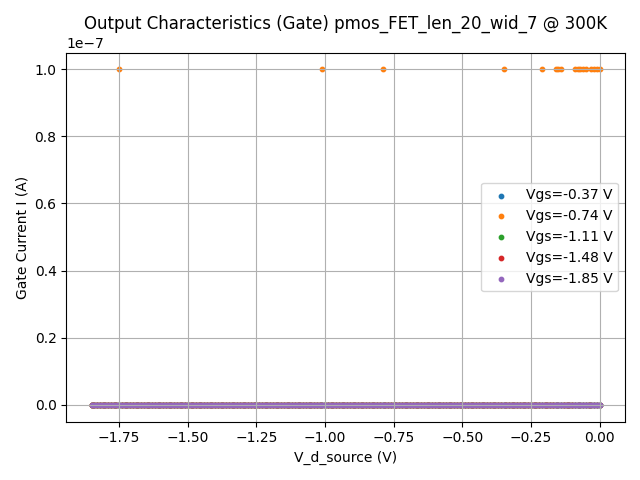 Output Characteristics (Gate) pmos_FET_len_20_wid_7 @ 300K
1e−7
1.0
0.8
0.6
0.4
0.2
0.0
Gate Current I (A)
Vgs=-0.37 V
Vgs=-0.74 V
Vgs=-1.11 V
Vgs=-1.48 V
Vgs=-1.85 V
−1.75 −1.50 −1.25 −1.00 −0.75 −0.50 −0.25 0.00
V_d_source (V)